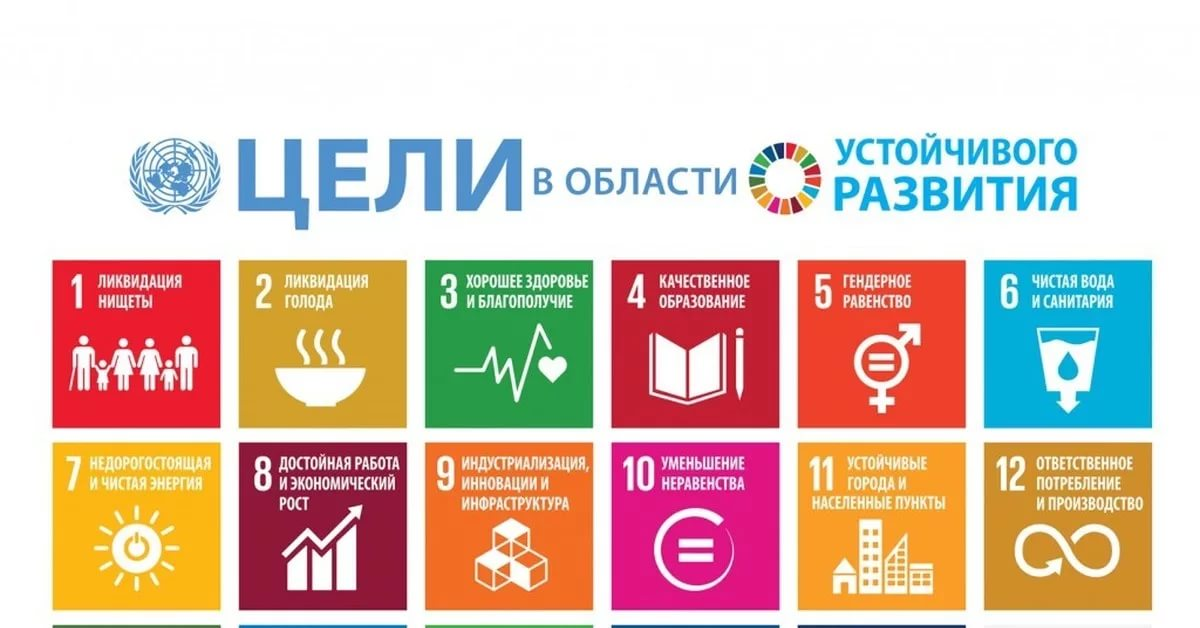 ЦЕЛИ В ОБЛАСТИ УСТОЙЧИВОГО
РАЗВИТИЯ
1 ЛИКВИДАЦИЯ
НИЩЕТЫ
2 ЛИКВИДАЦИЯ
ГОЛОДА
3 ХОРОШЕЕ ЗДОРОВЬЕ
И БЛАГОПОЛУЧИЕ
4 КАЧЕСТВЕННОЕ
ОБРАЗОВАНИЕ
5 ГЕНДЕРНОЕ
РАВЕНСТВО
6 ЧИСТАЯ ВОДА
И САНИТАРИЯ
7 НЕДОРОГОСТОЯЩАЯ
И ЧИСТАЯ ЭНЕРГИЯ
8 ДОСТОЙНАЯ РАБОТА
И ЭКОНОМИЧЕСКИЙ
РОСТ
9 ИНДУСТРИАЛИЗАЦИЯ,
ИННОВАЦИИ И
ИНФРАСТРУКТУРА
10 УМЕНЬШЕНИЕ
НЕРАВЕНСТВА
11 УСТОЙЧИВЫЕ
ГОРОДА И
НАСЕЛЕННЫЕ ПУНКТЫ
12 ОТВЕТСТВЕННОЕ
ПОТРЕБЛЕНИЕ
И ПРОИЗВОДСТВО